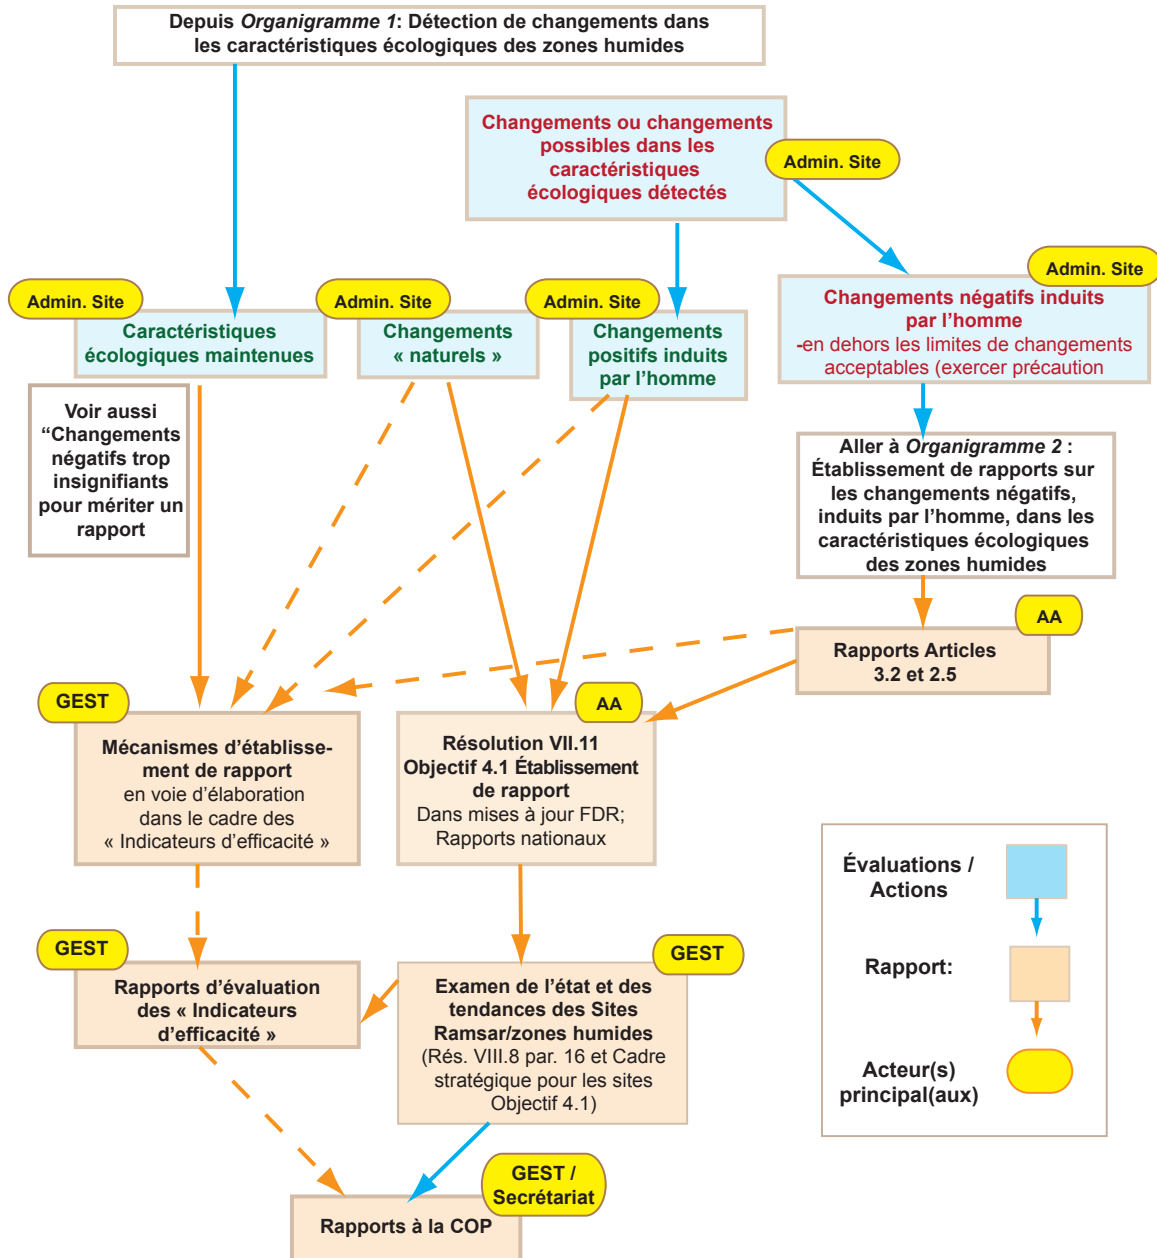 Depuis Organigramme 1: Détection de changements dans
les caractéristiques écologiques des zones humides
Changements ou changements
possibles dans les
caractéristiques
écologiques détectés
Admin. Site
Admin. Site
Caractéristiques
écologiques maintenues
Admin. Site
Changements
« naturels »
Admin. Site
Changements
positifs induits
par l’homme
Admin. Site
Changements négatifs induits
par l’homme
-en dehors les limites de changements
acceptables (exercer précaution
Voir aussi
“Changements
négatifs trop
insignifiants
pour mériter un
rapport
Aller à Organigramme 2 :
Établissement de rapports sur
les changements négatifs,
induits par l’homme, dans les
caractéristiques écologiques
des zones humides
AA
Rapports Articles
3.2 et 2.5
GEST
Mécanismes d’établisse-
ment de rapport
en voie d’élaboration
dans le cadre des
« Indicateurs d’efficacité »
AA
Résolution VII.11
Objectif 4.1 Établissement
de rapport
Dans mises à jour FDR;
Rapports nationaux
GEST
Rapports d’évaluation
des « Indicateurs
d’efficacité »
GEST
Examen de l’état et des
tendances des Sites
Ramsar/zones humides
(Rés. VIII.8 par. 16 et Cadre
stratégique pour les sites
Objectif 4.1)
GEST /
Secrétariat
Rapports à la COP
Évaluations /
Actions
Rapport:
Acteur(s)
principal(aux)